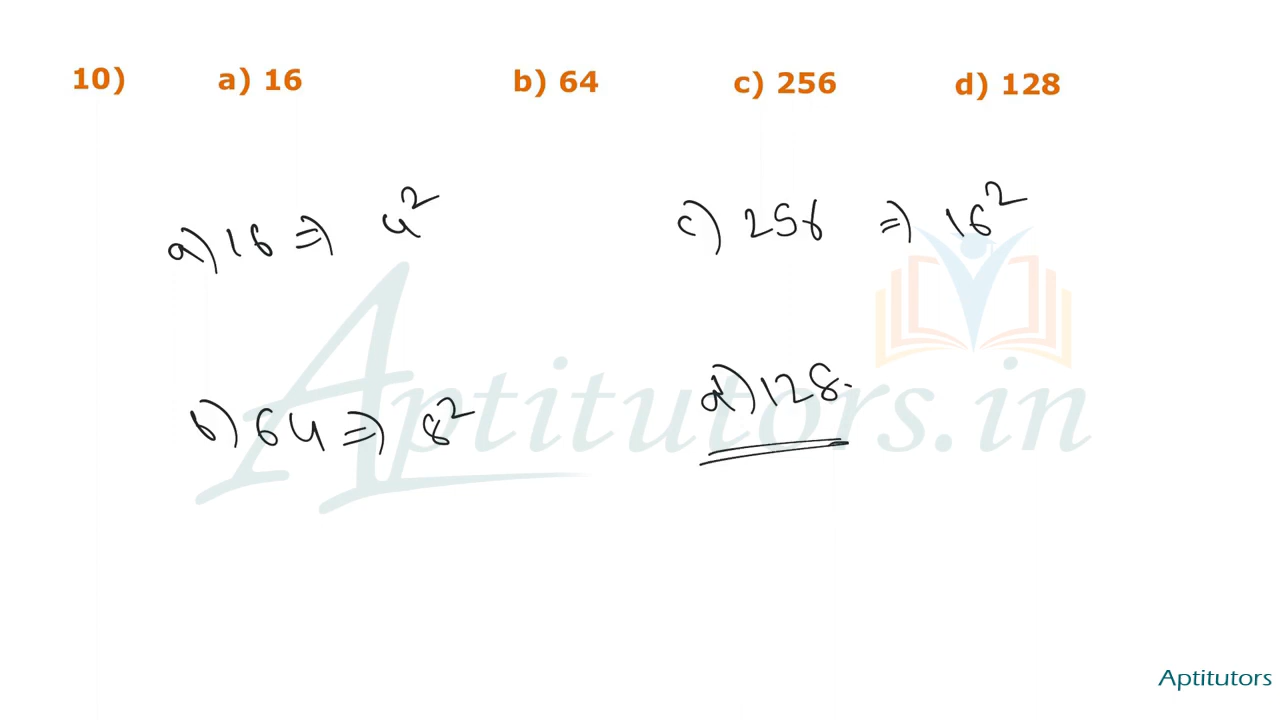 10) a) 16 b) 64 c) 256 d) 128
a) 16 ⇒ 4²
c) 256 ⇒ 16²
b) 64 ⇒ 8²
d) 128.
Aptitutors.in
Aptitutors